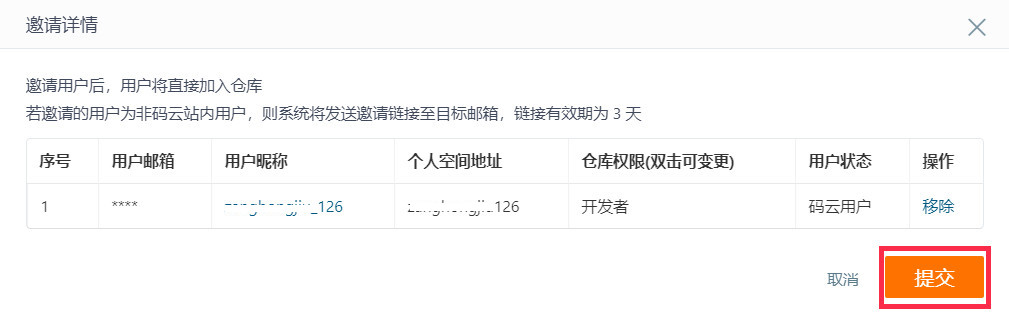 邀请详情
邀请用户后，用户将直接加入仓库
若邀请的用户为非码云站内用户，则系统将发送邀请链接至目标邮箱，链接有效期为 3 天
序号 用户邮箱 用户昵称 个人空间地址 仓库权限(双击可变更) 用户状态 操作
1 **** _126 126 开发者 码云用户 移除
取消 提交